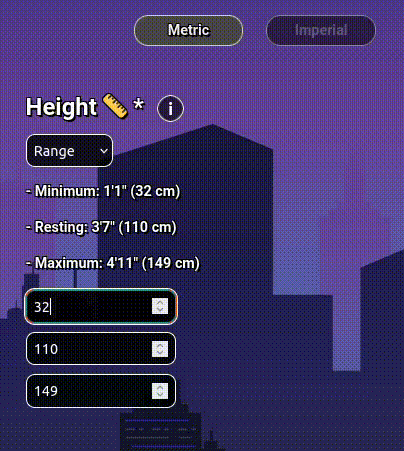 Metric
Imperial
Height 📏 * i
Range
- Minimum: 1'1" (32 cm)
- Resting: 3'7" (110 cm)
- Maximum: 4'11" (149 cm)
32
110
149